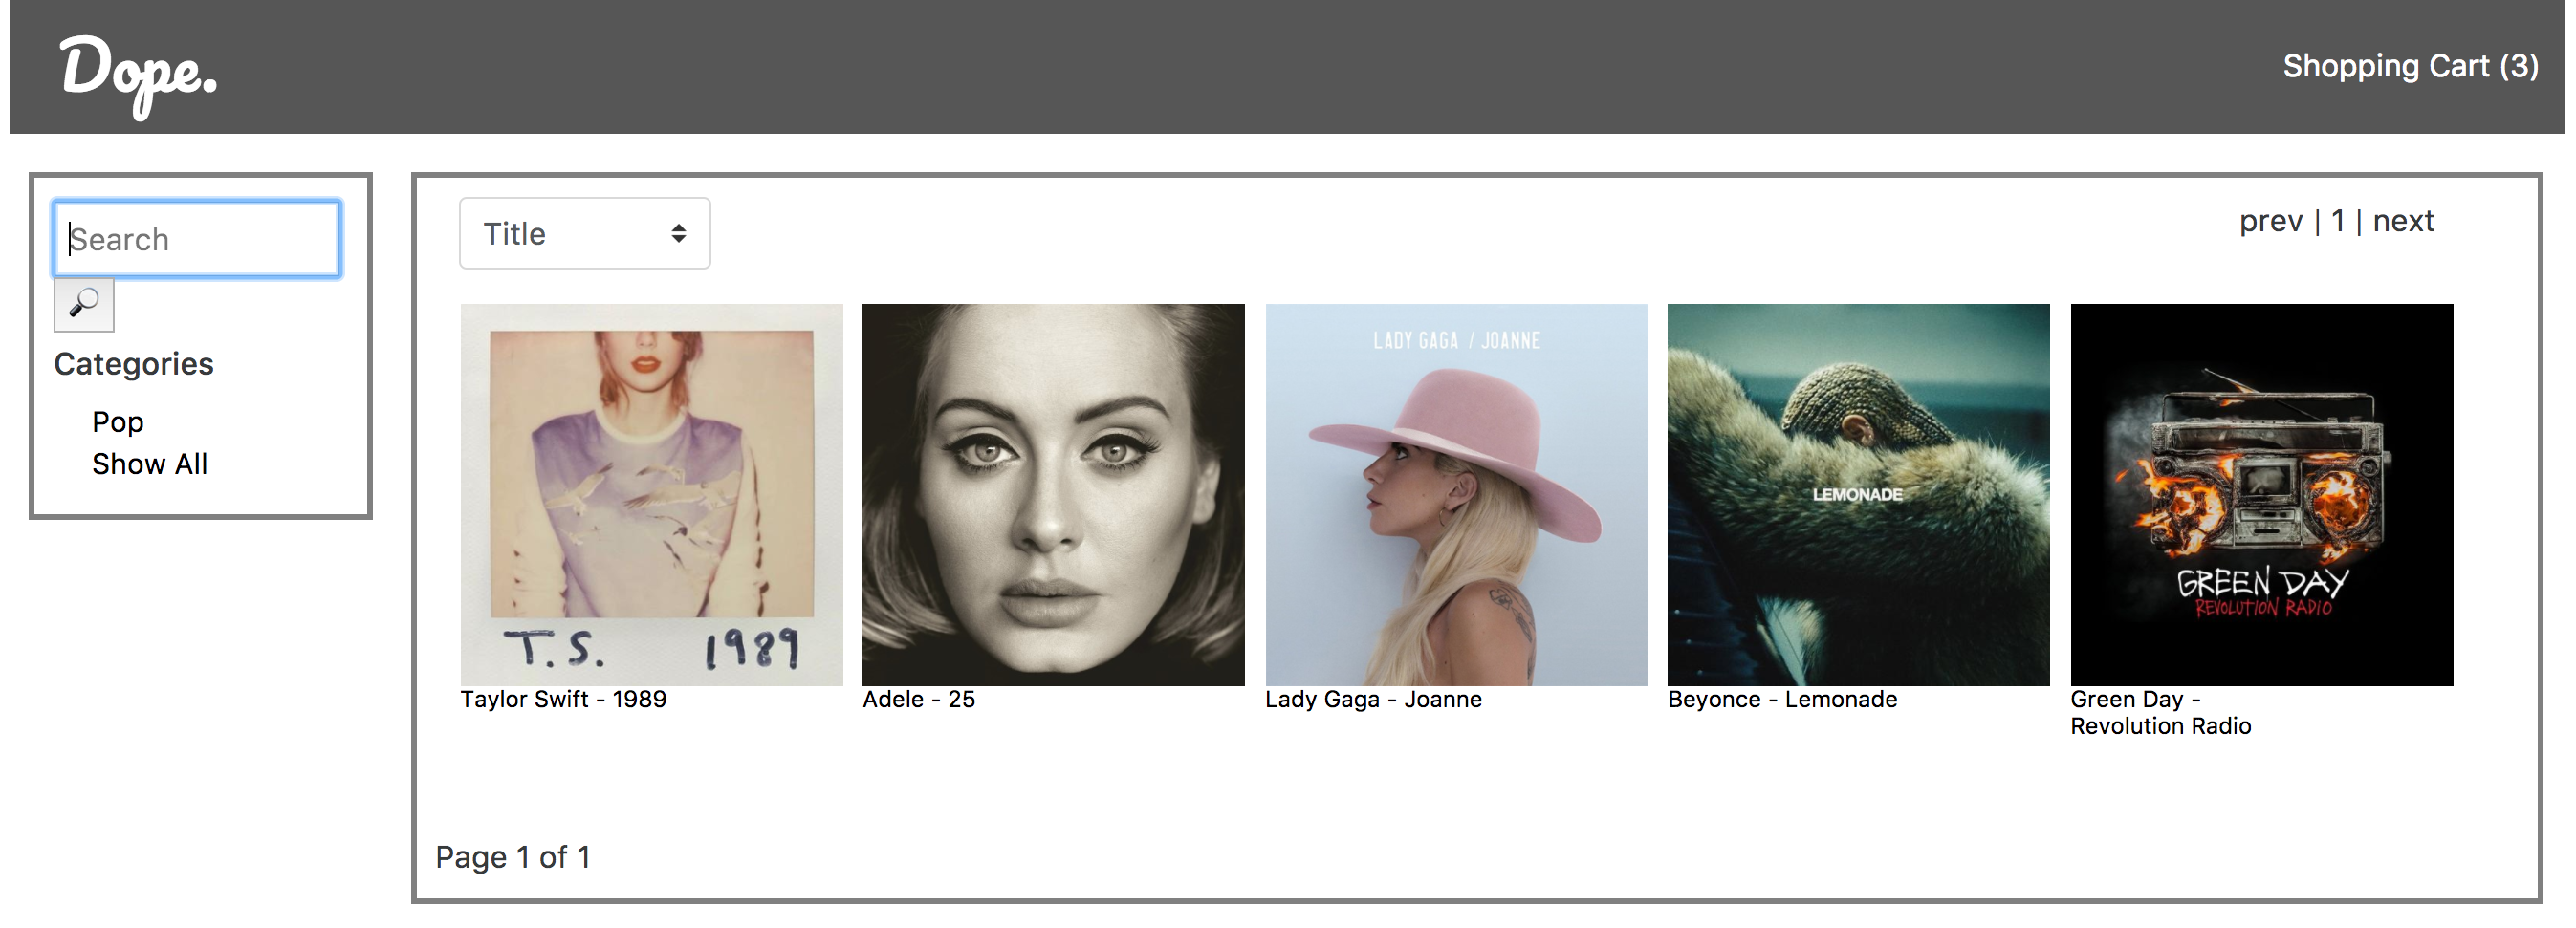 Dope.
Shopping Cart (3)
Search
Categories
Pop
Show All
Title
prev | 1 | next
T.S. 1989
LADY GAGA / JOANNE
LEMONADE
GREEN DAY
REVOLUTION RADIO
Taylor Swift - 1989
Adele - 25
Lady Gaga - Joanne
Beyonce - Lemonade
Green Day -
Revolution Radio
Page 1 of 1